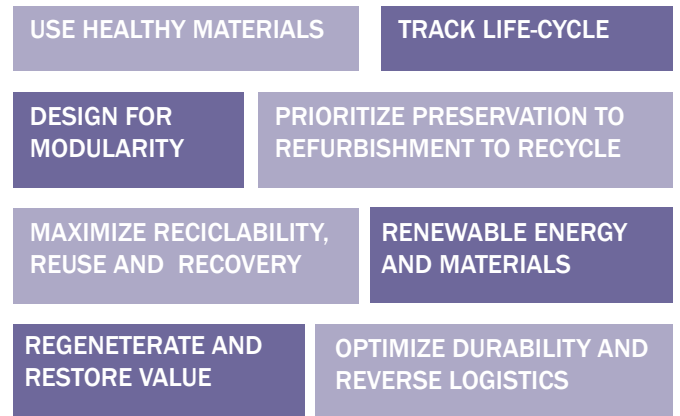 USE HEALTHY MATERIALS
TRACK LIFE-CYCLE
DESIGN FOR
MODULARITY
PRIORITIZE PRESERVATION TO
REFURBISHMENT TO RECYCLE
MAXIMIZE RECICLABILITY,
REUSE AND  RECOVERY
RENEWABLE ENERGY
AND MATERIALS
REGENETERATE AND
RESTORE VALUE
OPTIMIZE DURABILITY AND
REVERSE LOGISTICS